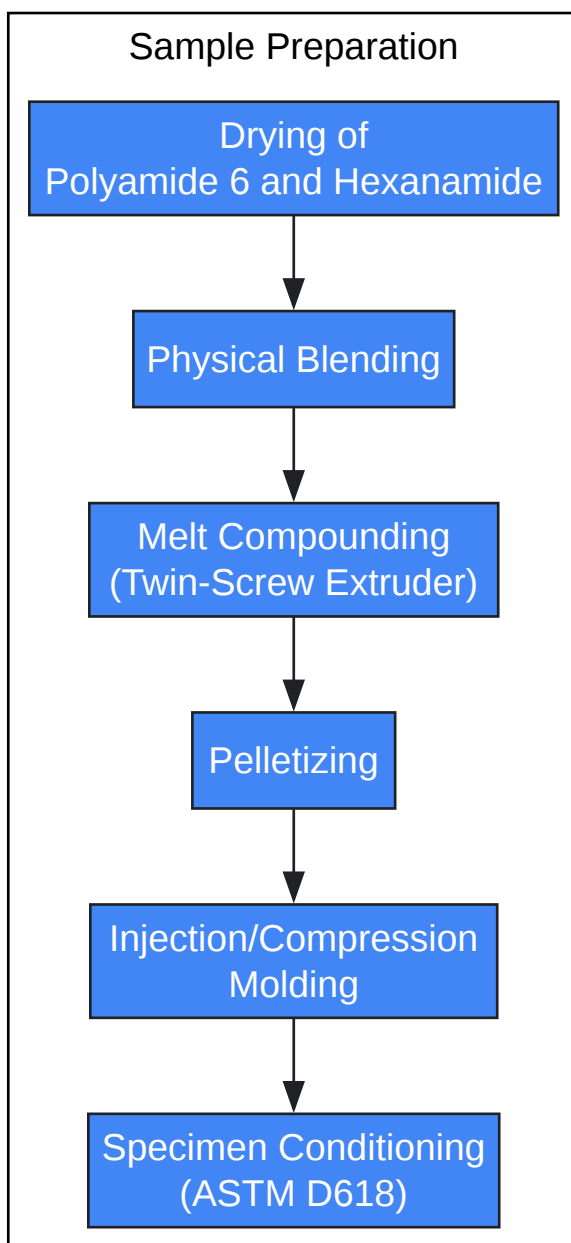 Sample Preparation
Drying of
Polyamide 6 and Hexanamide
Physical Blending
Melt Compounding
(Twin-Screw Extruder)
Pelletizing
Injection/Compression
Molding
Specimen Conditioning
(ASTM D618)